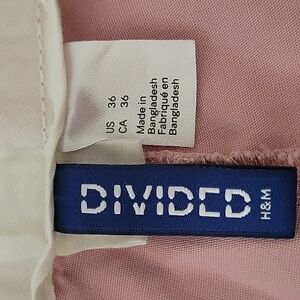 US 36
CA 36
Made in
Bangladesh
Fabriqué en
Bangladesh
DIVIDED
H&M